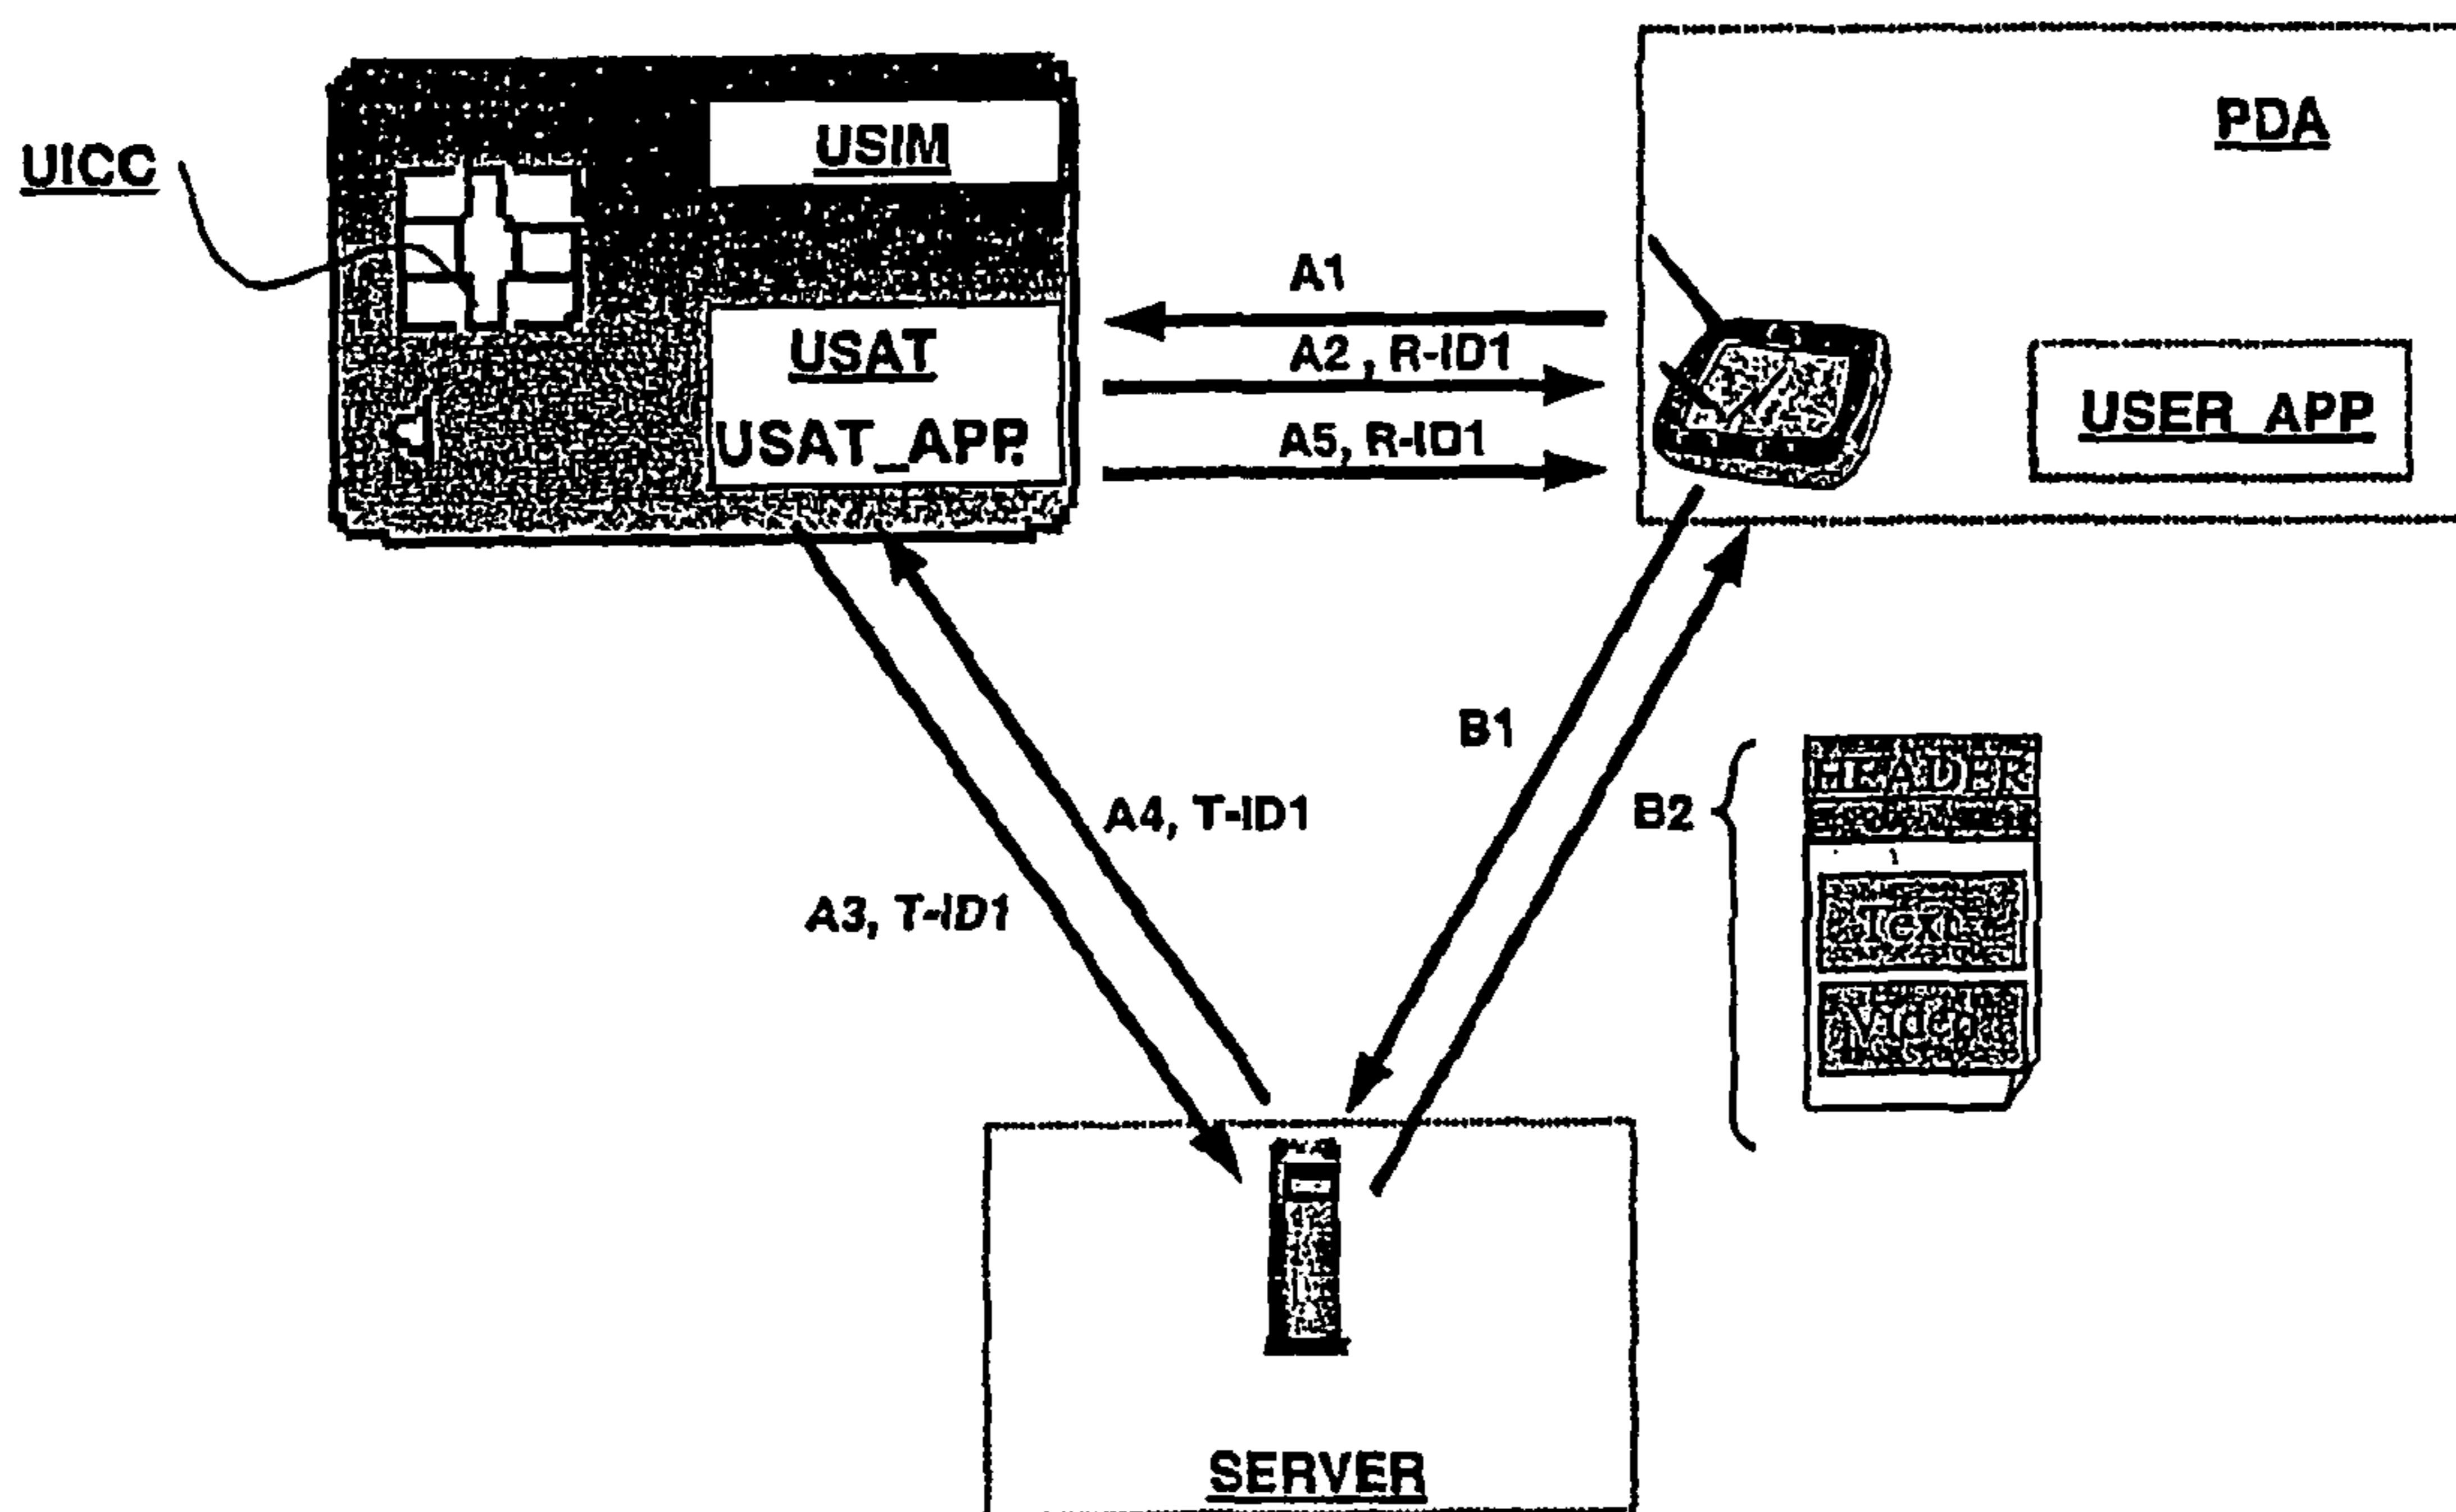 UICC
USIM
USAT
USAT_APP.
A1
A2, R-ID1
A5, R-ID1
PDA
USER_APP
A3, T-ID1
A4, T-ID1
B1
B2
HEADER
Text
Video
SERVER